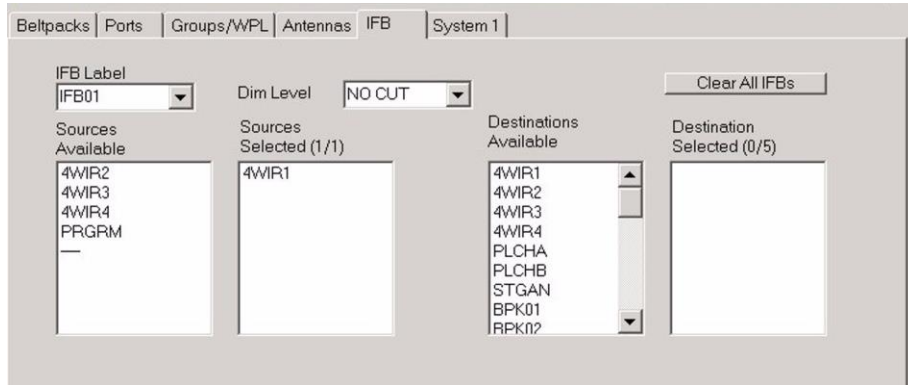 Beltpacks Ports Groups/WPL Antennas IFB System 1
IFB Label
IFB01
Dim Level NO CUT
Clear All IFBs
Sources
Available
4WIR2
4WIR3
4WIR4
PRGRM
—
Sources
Selected (1/1)
4WIR1
Destinations
Available
4WIR1
4WIR2
4WIR3
4WIR4
PLCHA
PLCHB
STGAN
BPK01
BPK02
Destination
Selected (0/5)